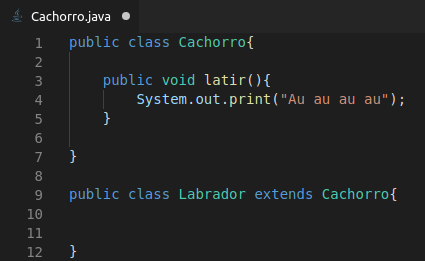 Cachorro.java
1 public class Cachorro{
2
3 public void latir(){
4 System.out.print("Au au au au");
5 }
6
7 }
8
9 public class Labrador extends Cachorro{
10
11
12 }